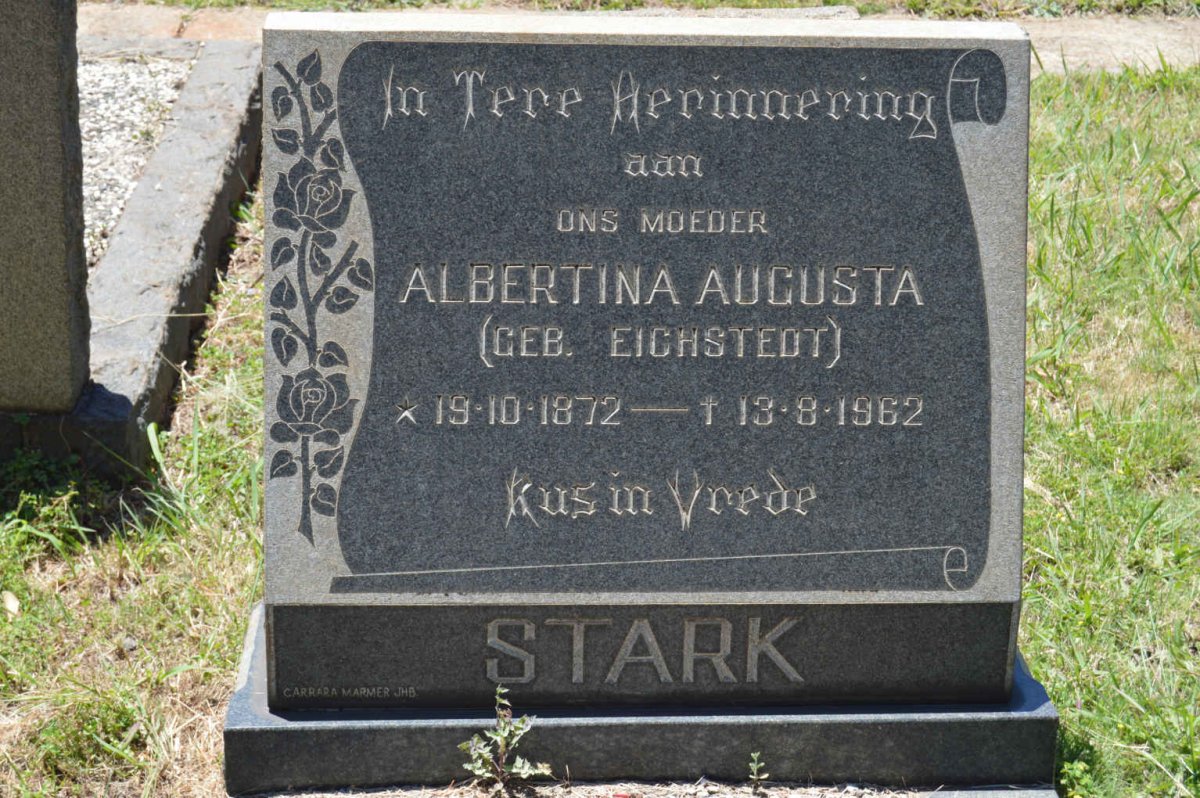 In Tere Herinnering
aan
ONS MOEDER
ALBERTINA AUGUSTA
(GEB. EICHSTEDT)
★ 19·10·1872 — † 13·8·1962
Rus in Vrede
STARK
CARRARA MARMER JHB.